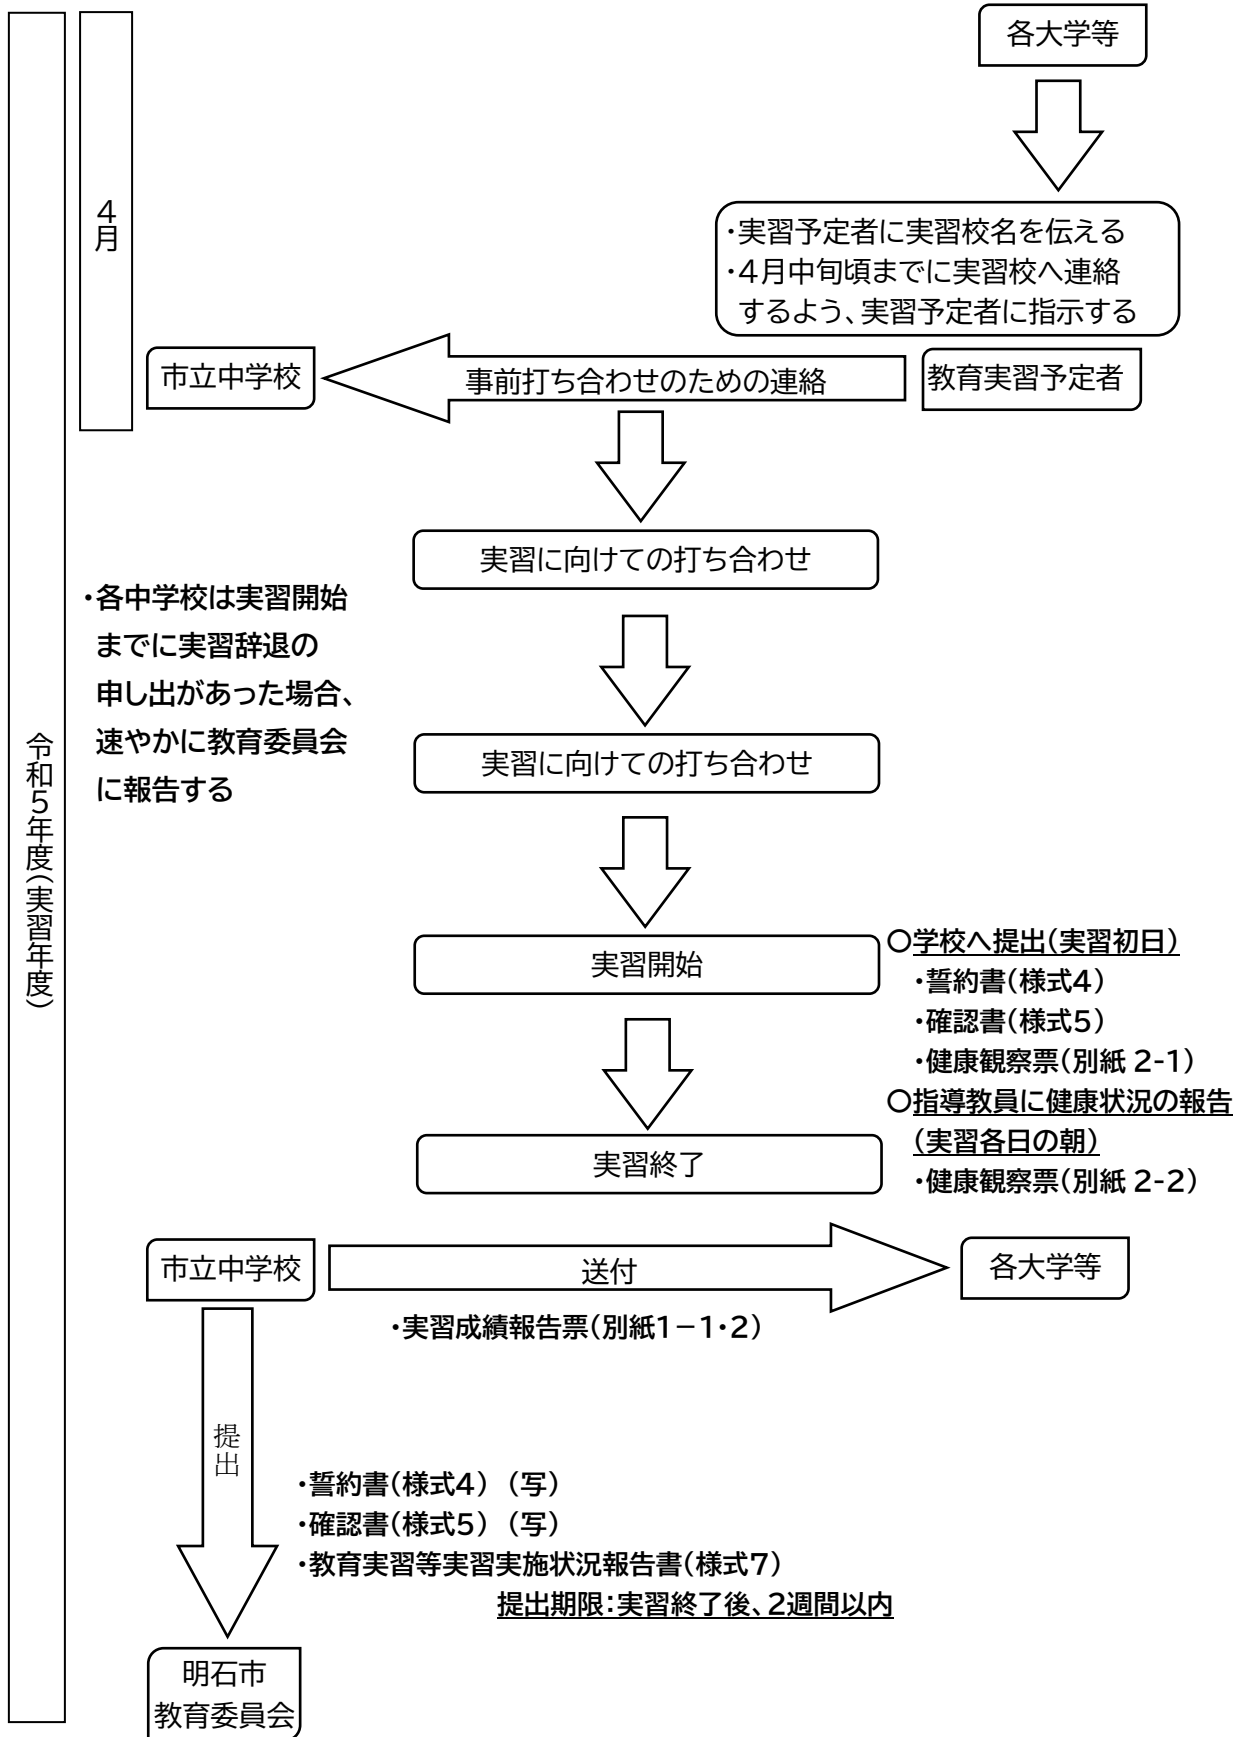 令和５年度（実習年度）
４月
各大学等
・実習予定者に実習校名を伝える
・４月中旬頃までに実習校へ連絡
するよう、実習予定者に指示する
市立中学校
事前打ち合わせのための連絡
教育実習予定者
実習に向けての打ち合わせ
・各中学校は実習開始
までに実習辞退の
申し出があった場合、
速やかに教育委員会
に報告する
実習に向けての打ち合わせ
実習開始
○学校へ提出（実習初日）
・誓約書（様式４）
・確認書（様式５）
・健康観察票（別紙 2-1）
○指導教員に健康状況の報告
（実習各日の朝）
・健康観察票（別紙 2-2）
実習終了
市立中学校
送付
各大学等
・実習成績報告票（別紙１－１・２）
提出
・誓約書（様式４）（写）
・確認書（様式５）（写）
・教育実習等実習実施状況報告書（様式７）
提出期限：実習終了後、２週間以内
明石市
教育委員会